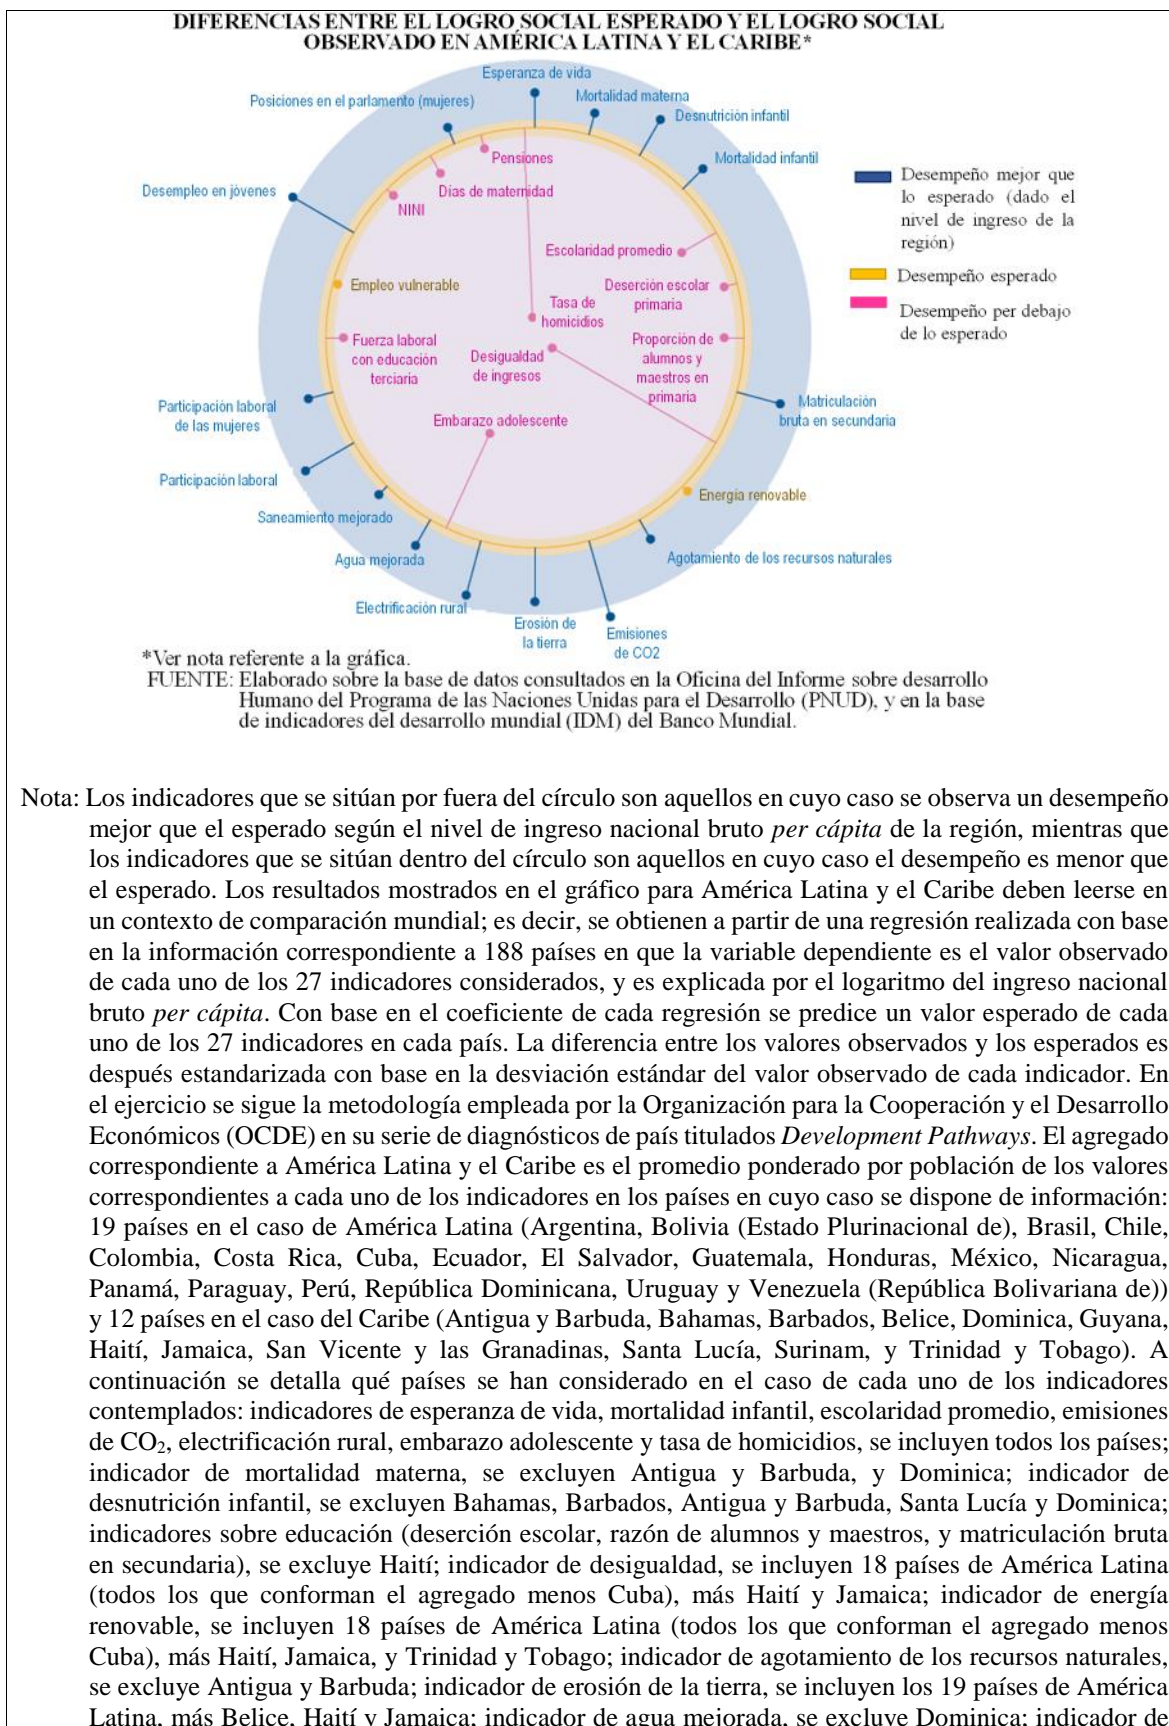 DIFERENCIAS ENTRE EL LOGRO SOCIAL ESPERADO Y EL LOGRO SOCIAL
OBSERVADO EN AMÉRICA LATINA Y EL CARIBE*
Esperanza de vida
Mortalidad materna
Posiciones en el parlamento (mujeres)
Desnutrición infantil
Pensiones
Mortalidad infantil
Desempleo en jóvenes
Días de maternidad
NINI
Escolaridad promedio
Empleo vulnerable
Deserción escolar
primaria
Tasa de
homicidios
Fuerza laboral
con educación
terciaria
Desigualdad
de ingresos
Proporción de
alumnos y
maestros en
primaria
Participación laboral
de las mujeres
Embarazo adolescente
Matriculación
bruta en secundaria
Participación laboral
Energía renovable
Saneamiento mejorado
Agua mejorada
Agotamiento de los recursos naturales
Electrificación rural
Erosión de
la tierra
Emisiones
de CO2
Desempeño mejor que
lo esperado (dado el
nivel de ingreso de la
región)
Desempeño esperado
Desempeño per debajo
de lo esperado
*Ver nota referente a la gráfica.
FUENTE: Elaborado sobre la base de datos consultados en la Oficina del Informe sobre desarrollo
Humano del Programa de las Naciones Unidas para el Desarrollo (PNUD), y en la base
de indicadores del desarrollo mundial (IDM) del Banco Mundial.
Nota: Los indicadores que se sitúan por fuera del círculo son aquellos en cuyo caso se observa un desempeño
mejor que el esperado según el nivel de ingreso nacional bruto per cápita de la región, mientras que
los indicadores que se sitúan dentro del círculo son aquellos en cuyo caso el desempeño es menor que
el esperado. Los resultados mostrados en el gráfico para América Latina y el Caribe deben leerse en
un contexto de comparación mundial; es decir, se obtienen a partir de una regresión realizada con base
en la información correspondiente a 188 países en que la variable dependiente es el valor observado
de cada uno de los 27 indicadores considerados, y es explicada por el logaritmo del ingreso nacional
bruto per cápita. Con base en el coeficiente de cada regresión se predice un valor esperado de cada
uno de los 27 indicadores en cada país. La diferencia entre los valores observados y los esperados es
después estandarizada con base en la desviación estándar del valor observado de cada indicador. En
el ejercicio se sigue la metodología empleada por la Organización para la Cooperación y el Desarrollo
Económicos (OCDE) en su serie de diagnósticos de país titulados Development Pathways. El agregado
correspondiente a América Latina y el Caribe es el promedio ponderado por población de los valores
correspondientes a cada uno de los indicadores en los países en cuyo caso se dispone de información:
19 países en el caso de América Latina (Argentina, Bolivia (Estado Plurinacional de), Brasil, Chile,
Colombia, Costa Rica, Cuba, Ecuador, El Salvador, Guatemala, Honduras, México, Nicaragua,
Panamá, Paraguay, Perú, República Dominicana, Uruguay y Venezuela (República Bolivariana de))
y 12 países en el caso del Caribe (Antigua y Barbuda, Bahamas, Barbados, Belice, Dominica, Guyana,
Haití, Jamaica, San Vicente y las Granadinas, Santa Lucía, Surinam, y Trinidad y Tobago). A
continuación se detalla qué países se han considerado en el caso de cada uno de los indicadores
contemplados: indicadores de esperanza de vida, mortalidad infantil, escolaridad promedio, emisiones
de CO2, electrificación rural, embarazo adolescente y tasa de homicidios, se incluyen todos los países;
indicador de mortalidad materna, se excluyen Antigua y Barbuda, y Dominica; indicador de
desnutrición infantil, se excluyen Bahamas, Barbados, Antigua y Barbuda, Santa Lucía y Dominica;
indicadores sobre educación (deserción escolar, razón de alumnos y maestros, y matriculación bruta
en secundaria), se excluye Haití; indicador de desigualdad, se incluyen 18 países de América Latina
(todos los que conforman el agregado menos Cuba), más Haití y Jamaica; indicador de energía
renovable, se incluyen 18 países de América Latina (todos los que conforman el agregado menos
Cuba), más Haití, Jamaica, y Trinidad y Tobago; indicador de agotamiento de los recursos naturales,
se excluye Antigua y Barbuda; indicador de erosión de la tierra, se incluyen los 19 países de América
Latina, más Belice, Haití y Jamaica; indicador de agua mejorada, se excluye Dominica; indicador de